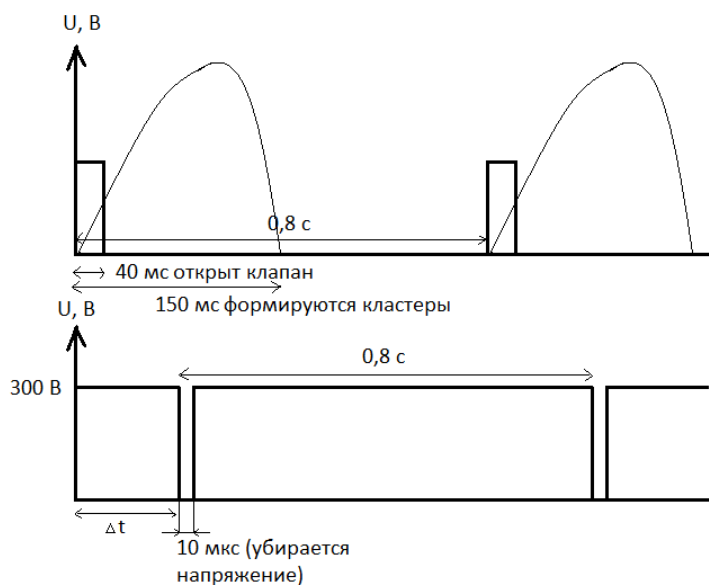 U, В
0,8 с
40 мс открыт клапан
150 мс формируются кластеры
U, В
0,8 с
300 В
Δt
10 мкс (убирается
напряжение)